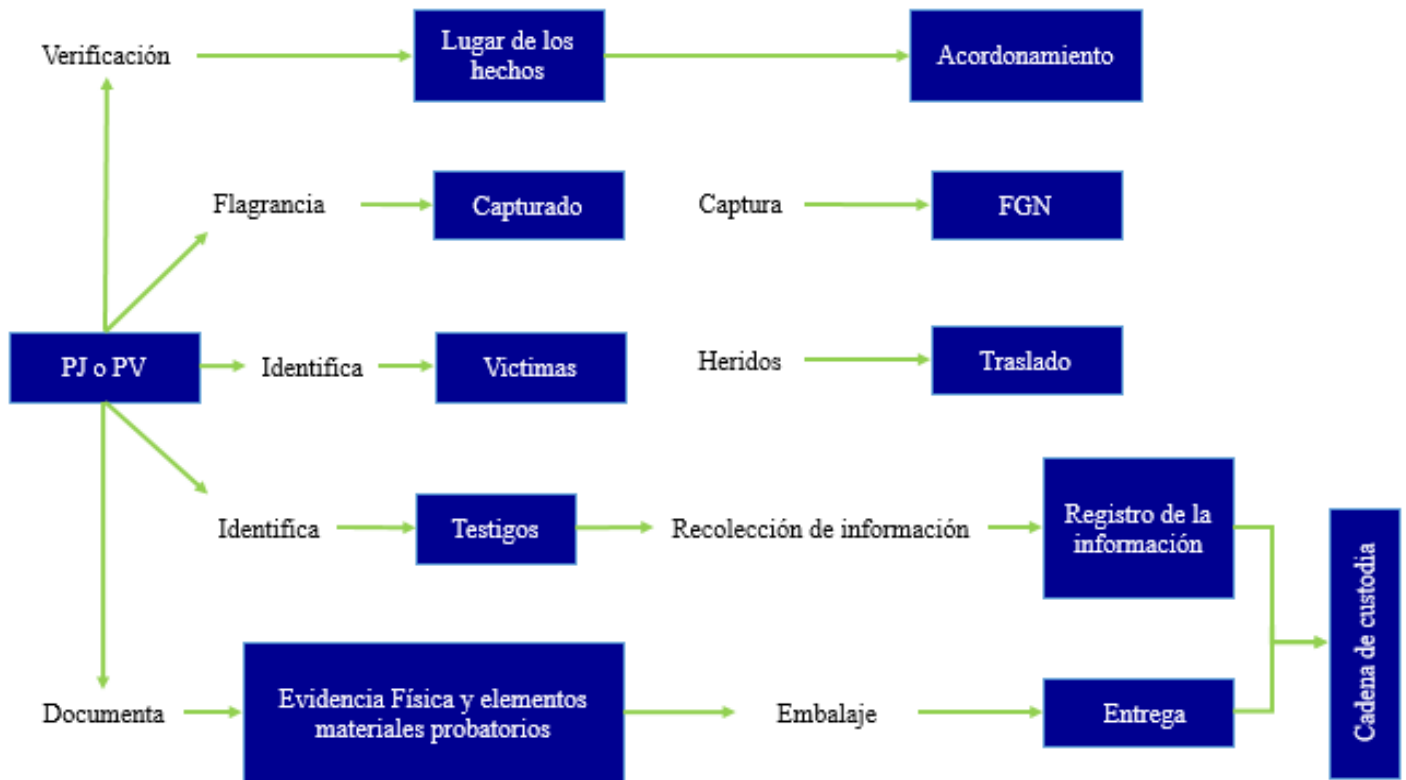 Verificación
Lugar de los
hechos
Acordonamiento
Flagrancia
Capturado
Captura
FGN
PJ o PV
Identifíca
Victimas
Heridos
Traslado
Identifica
Testigos
Recolección de información
Registro de la
información
Documenta
Evidencia Física y elementos
materiales probatorios
Embalaje
Entrega
Cadena de custodia